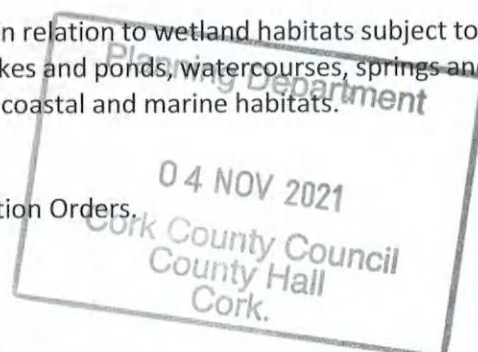 n relation to wetland habitats subject to
kes and ponds, watercourses, springs an
coastal and marine habitats.
tion Orders.
Planning Department
04 NOV 2021
Cork County Council
County Hall
Cork.